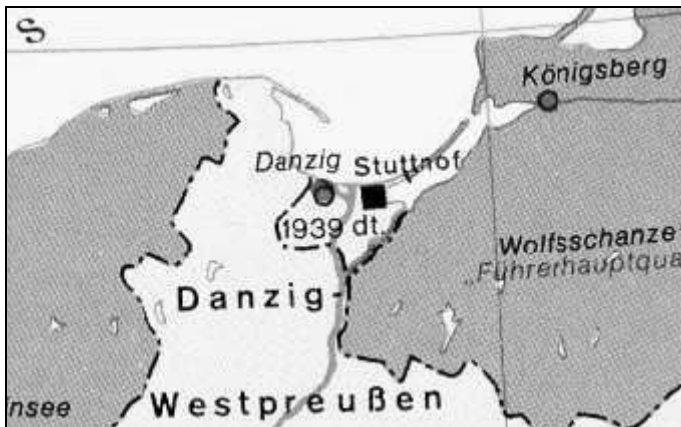 S
Königsberg
Danzig
Stutthof
1939 dt.
Wolfsschanze
„Führerhauptqua
Danzig-
Westpreußen
nsee